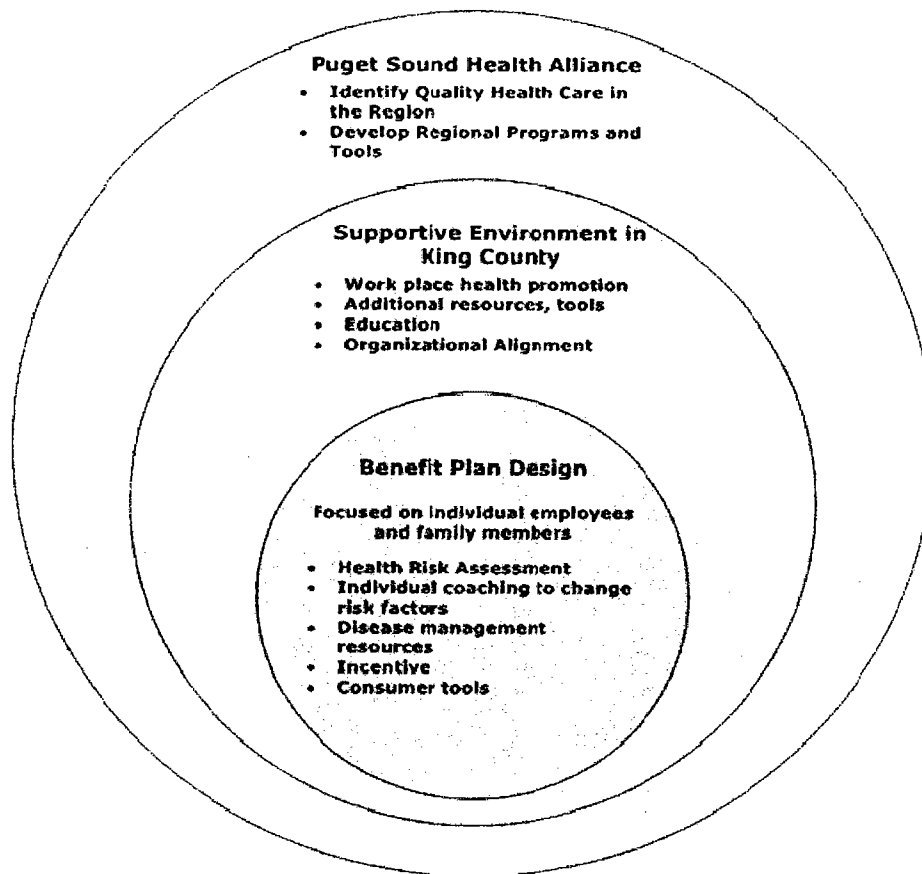 Puget Sound Health Alliance
• Identify Quality Health Care in
the Region
• Develop Regional Programs and
Tools
Supportive Environment in
King County
• Work place health promotion
• Additional resources, tools
• Education
• Organizational Alignment
Benefit Plan Design
Focused on individual employees
and family members
• Health Risk Assessment
• Individual coaching to change
risk factors
• Disease management
resources
• Incentive
• Consumer tools